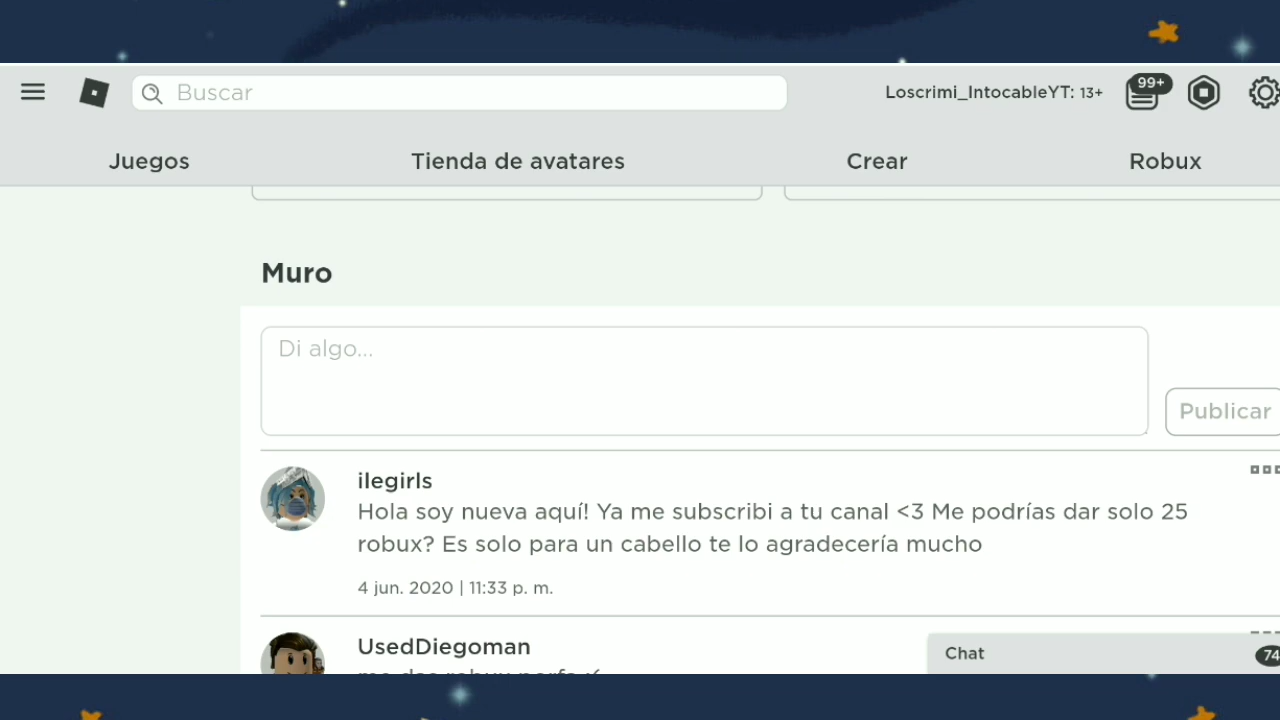 Buscar
Loscrimi_IntocableYT: 13+
99+
Juegos Tienda de avatares Crear Robux
Muro
Di algo...
Publicar
ilegirls
Hola soy nueva aquí! Ya me subscribi a tu canal <3 Me podrías dar solo 25
robux? Es solo para un cabello te lo agradecería mucho
4 jun. 2020 | 11:33 p. m.
UsedDiegoman
Chat
74